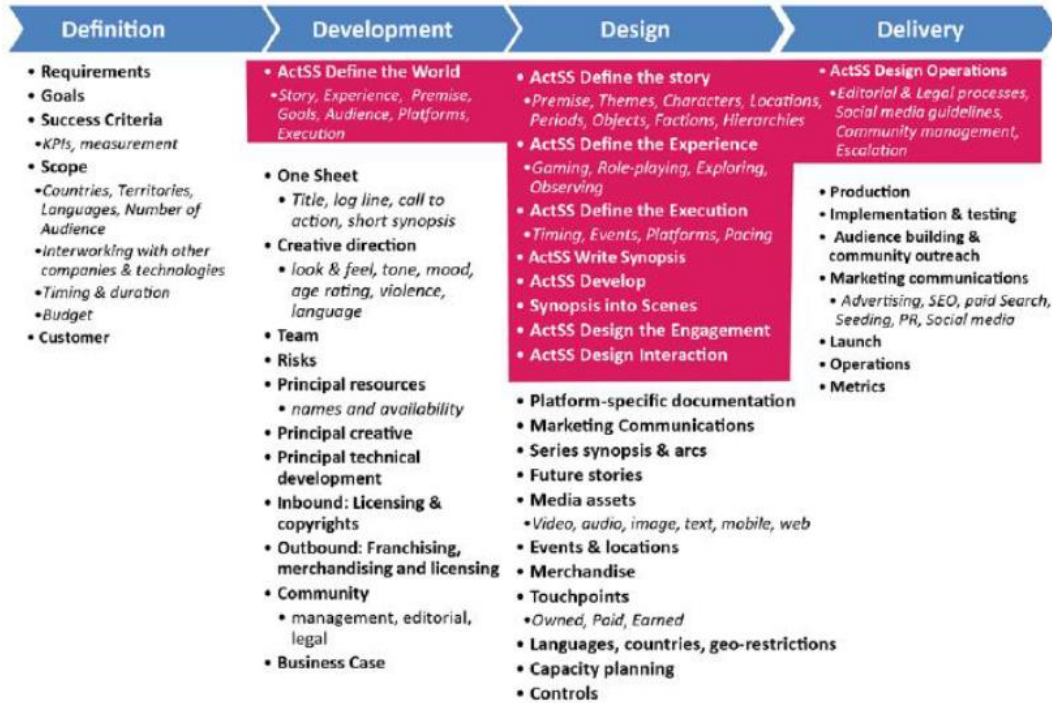 Definition
Development
Design
Delivery
• Requirements
• Goals
• Success Criteria
•KPIs, measurement
• Scope
•Countries, Territories,
Languages, Number of
Audience
•Interworking with other
companies & technologies
•Timing & duration
•Budget
• Customer
• ActSS Define the World
•Story, Experience, Premise,
Goals, Audience, Platforms,
Execution
• One Sheet
• Title, log line, call to
action, short synopsis
• Creative direction
• look & feel, tone, mood,
age rating, violence,
language
• Team
• Risks
• Principal resources
• names and availability
• Principal creative
• Principal technical
development
• Inbound: Licensing &
copyrights
• Outbound: Franchising,
merchandising and licensing
• Community
• management, editorial,
legal
• Business Case
• ActSS Define the story
•Premise, Themes, Characters, Locations,
Periods, Objects, Factions, Hierarchies
• ActSS Define the Experience
•Gaming, Role-playing, Exploring,
Observing
• ActSS Define the Execution
•Timing, Events, Platforms, Pacing
• ActSS Write Synopsis
• ActSS Develop
• Synopsis into Scenes
• ActSS Design the Engagement
• ActSS Design Interaction
• Platform-specific documentation
• Marketing Communications
• Series synopsis & arcs
• Future stories
• Media assets
•Video, audio, image, text, mobile, web
• Events & locations
• Merchandise
• Touchpoints
•Owned, Paid, Earned
• Languages, countries, geo-restrictions
• Capacity planning
• Controls
• ActSS Design Operations
•Editorial & Legal processes,
Social media guidelines,
Community management,
Escalation
• Production
• Implementation & testing
• Audience building &
community outreach
• Marketing communications
• Advertising, SEO, paid Search,
Seeding, PR, Social media
• Launch
• Operations
• Metrics